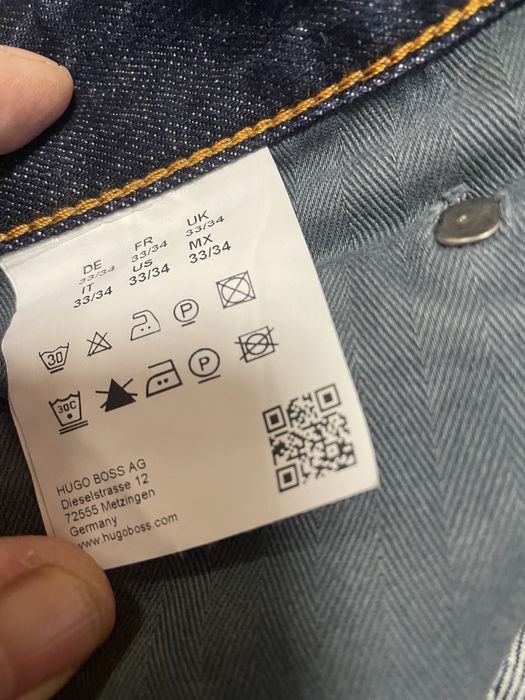 DE FR UK
33/34 33/34 33/34
IT US MX
33/34 33/34 33/34
30 P
30C P
HUGO BOSS AG
Dieselstrasse 12
72555 Metzingen
Germany
www.hugoboss.com